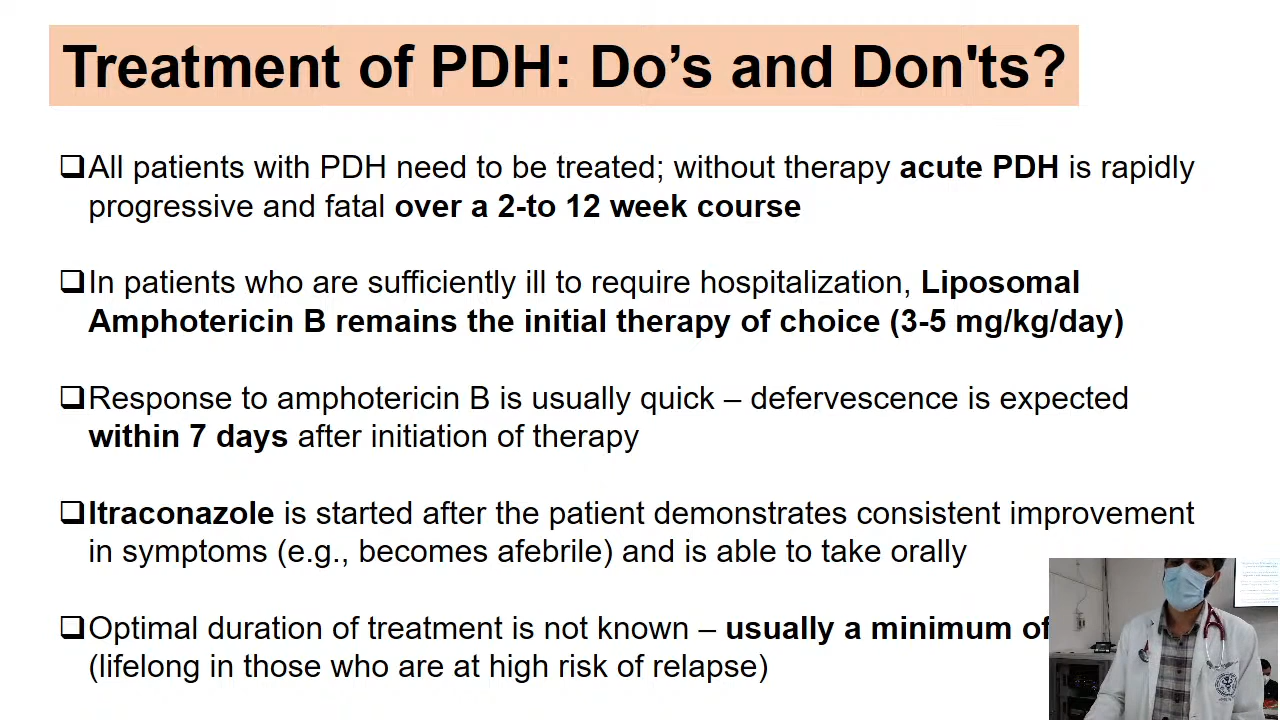 Treatment of PDH: Do’s and Don'ts?
❑All patients with PDH need to be treated; without therapy acute PDH is rapidly
progressive and fatal over a 2-to 12 week course
❑In patients who are sufficiently ill to require hospitalization, Liposomal
Amphotericin B remains the initial therapy of choice (3-5 mg/kg/day)
❑Response to amphotericin B is usually quick – defervescence is expected
within 7 days after initiation of therapy
❑Itraconazole is started after the patient demonstrates consistent improvement
in symptoms (e.g., becomes afebrile) and is able to take orally
❑Optimal duration of treatment is not known – usually a minimum of
(lifelong in those who are at high risk of relapse)